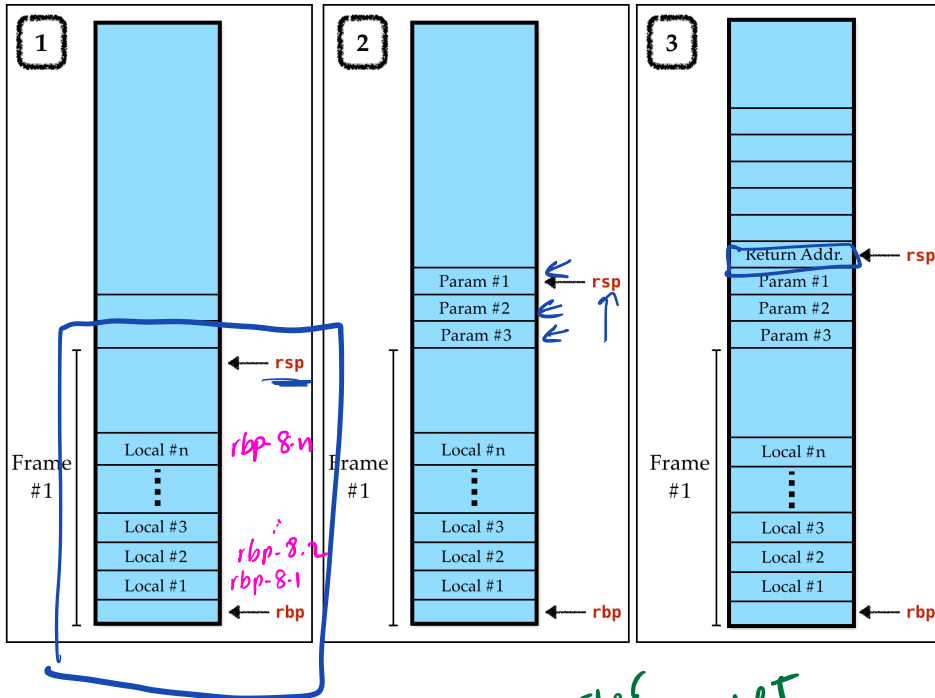 1
rsp
Local #n
rbp-8·n
Frame
#1
Local #3
Local #2
rbp-8·2
Local #1
rbp-8·1
rbp
2
Param #1
rsp
Param #2
Param #3
Local #n
Frame
#1
Local #3
Local #2
Local #1
rbp
3
Return Addr.
rsp
Param #1
Param #2
Param #3
Local #n
Frame
#1
Local #3
Local #2
Local #1
rbp